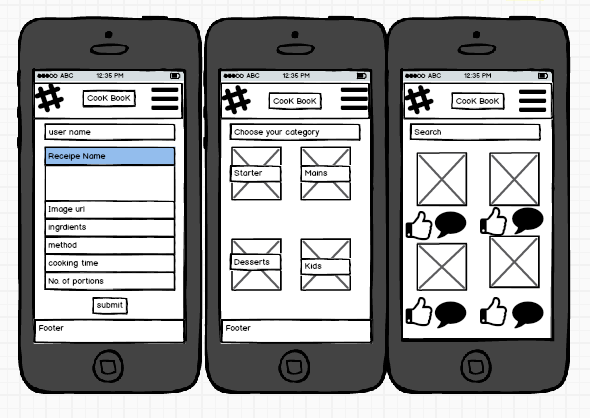 ABC 12:35 PM
CooK BooK
user name
Receipe Name
Image url
ingrdients
method
cooking time
No. of portions
submit
Footer
ABC 12:35 PM
CooK BooK
Choose your category
Starter Mains
Desserts Kids
Footer
ABC 12:35 PM
CooK BooK
Search